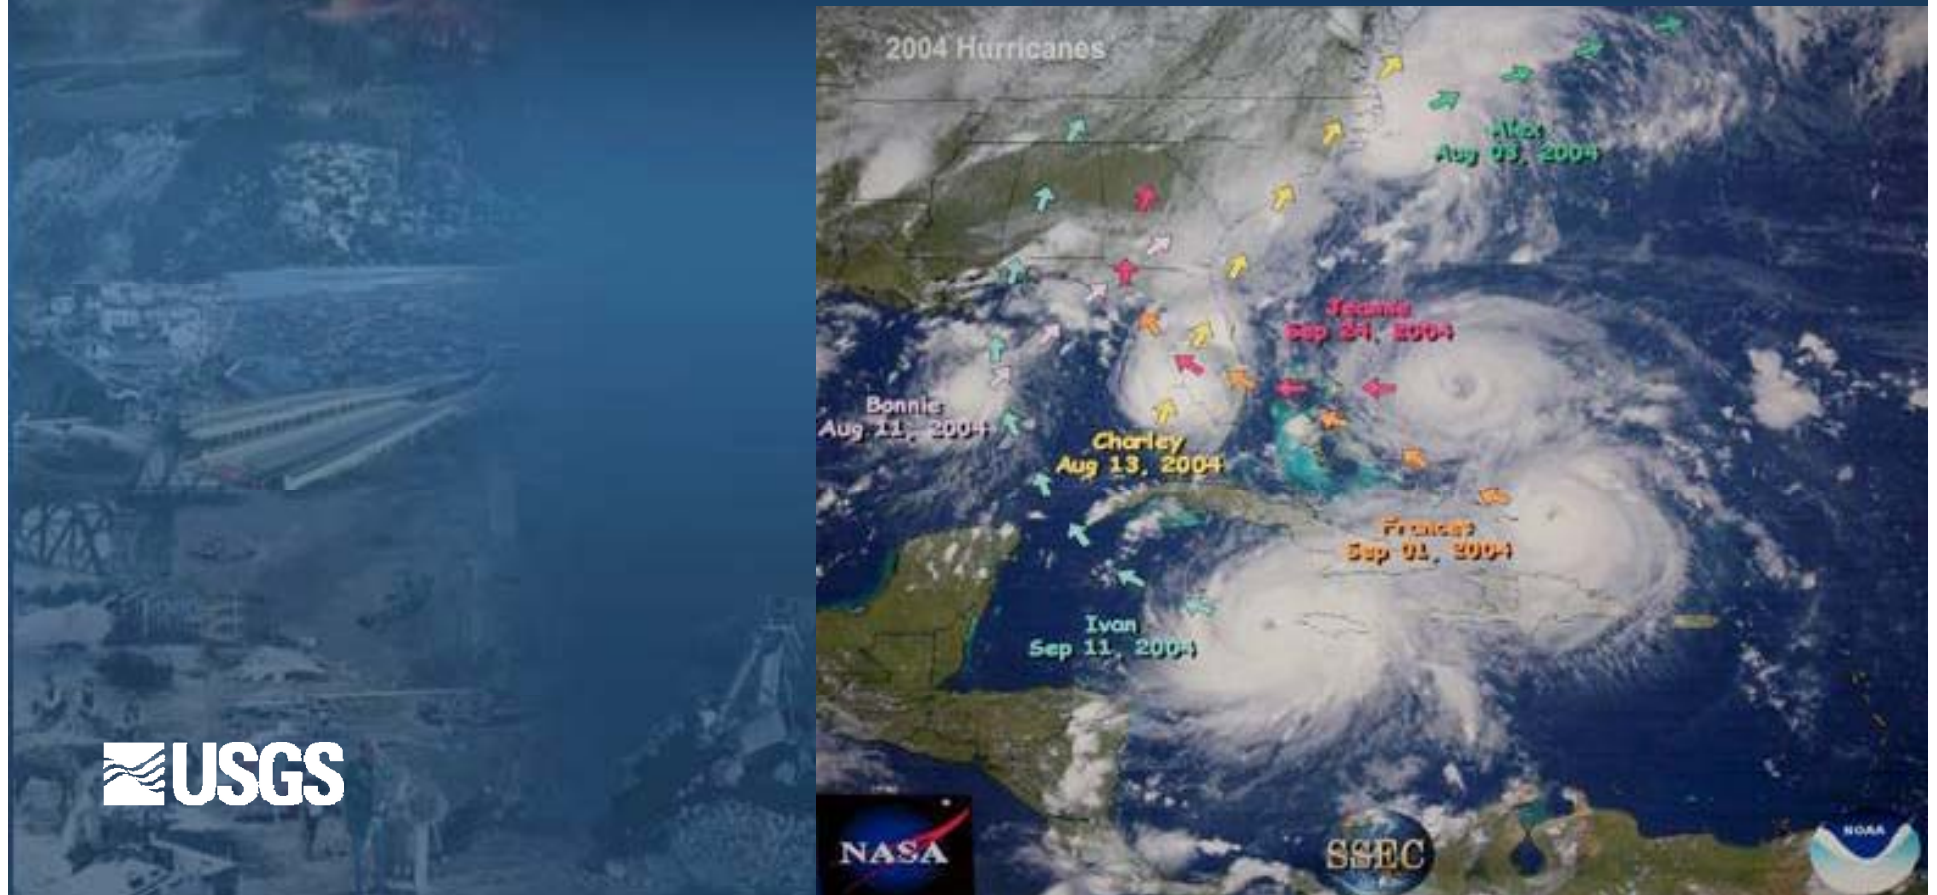 2004 Hurricanes
Alex
Aug 03, 2004
Jeanne
Sep 24, 2004
Bonnie
Aug 11, 2004
Charley
Aug 13, 2004
Frances
Sep 01, 2004
Ivan
Sep 11, 2004
USGS
NASA
SSEC
NOAA